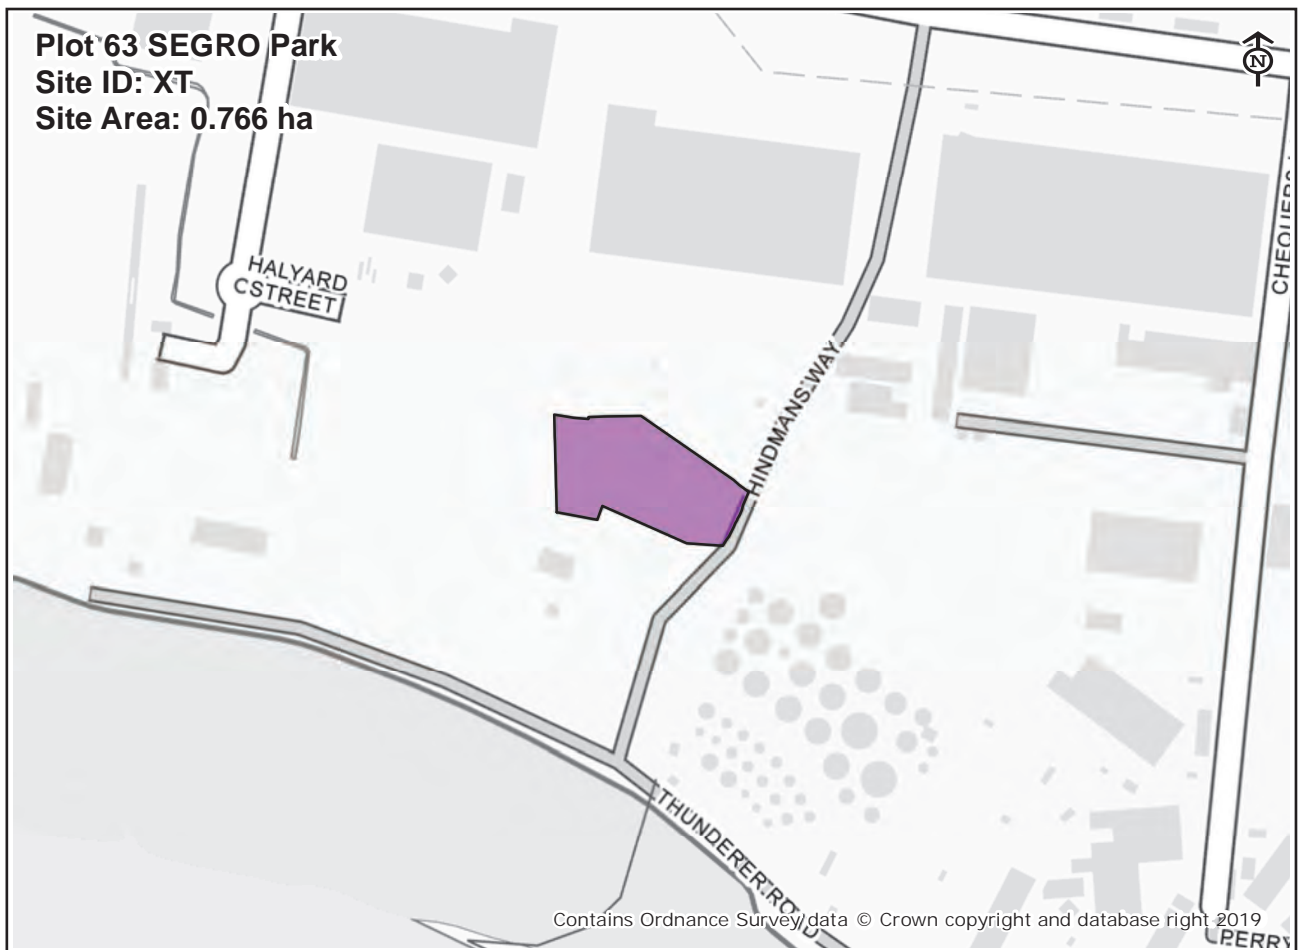 Plot 63 SEGRO Park
Site ID: XT
Site Area: 0.766 ha
N
HALYARD
STREET
HINDMANS WAY
THUNDERER ROAD
Contains Ordnance Survey data © Crown copyright and database right 2019